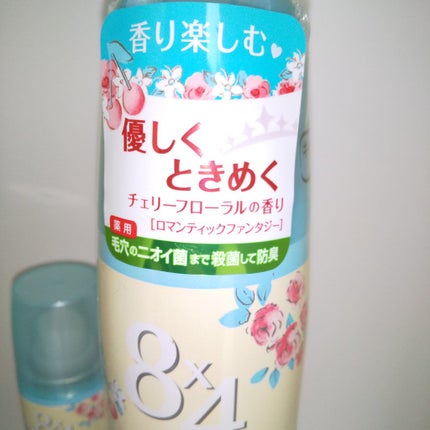 香り楽しむ♥
優しく
ときめく
チェリーフローラルの香り
[ロマンティックファンタジー]
薬用
毛穴のニオイ菌まで殺菌して防臭
8x4